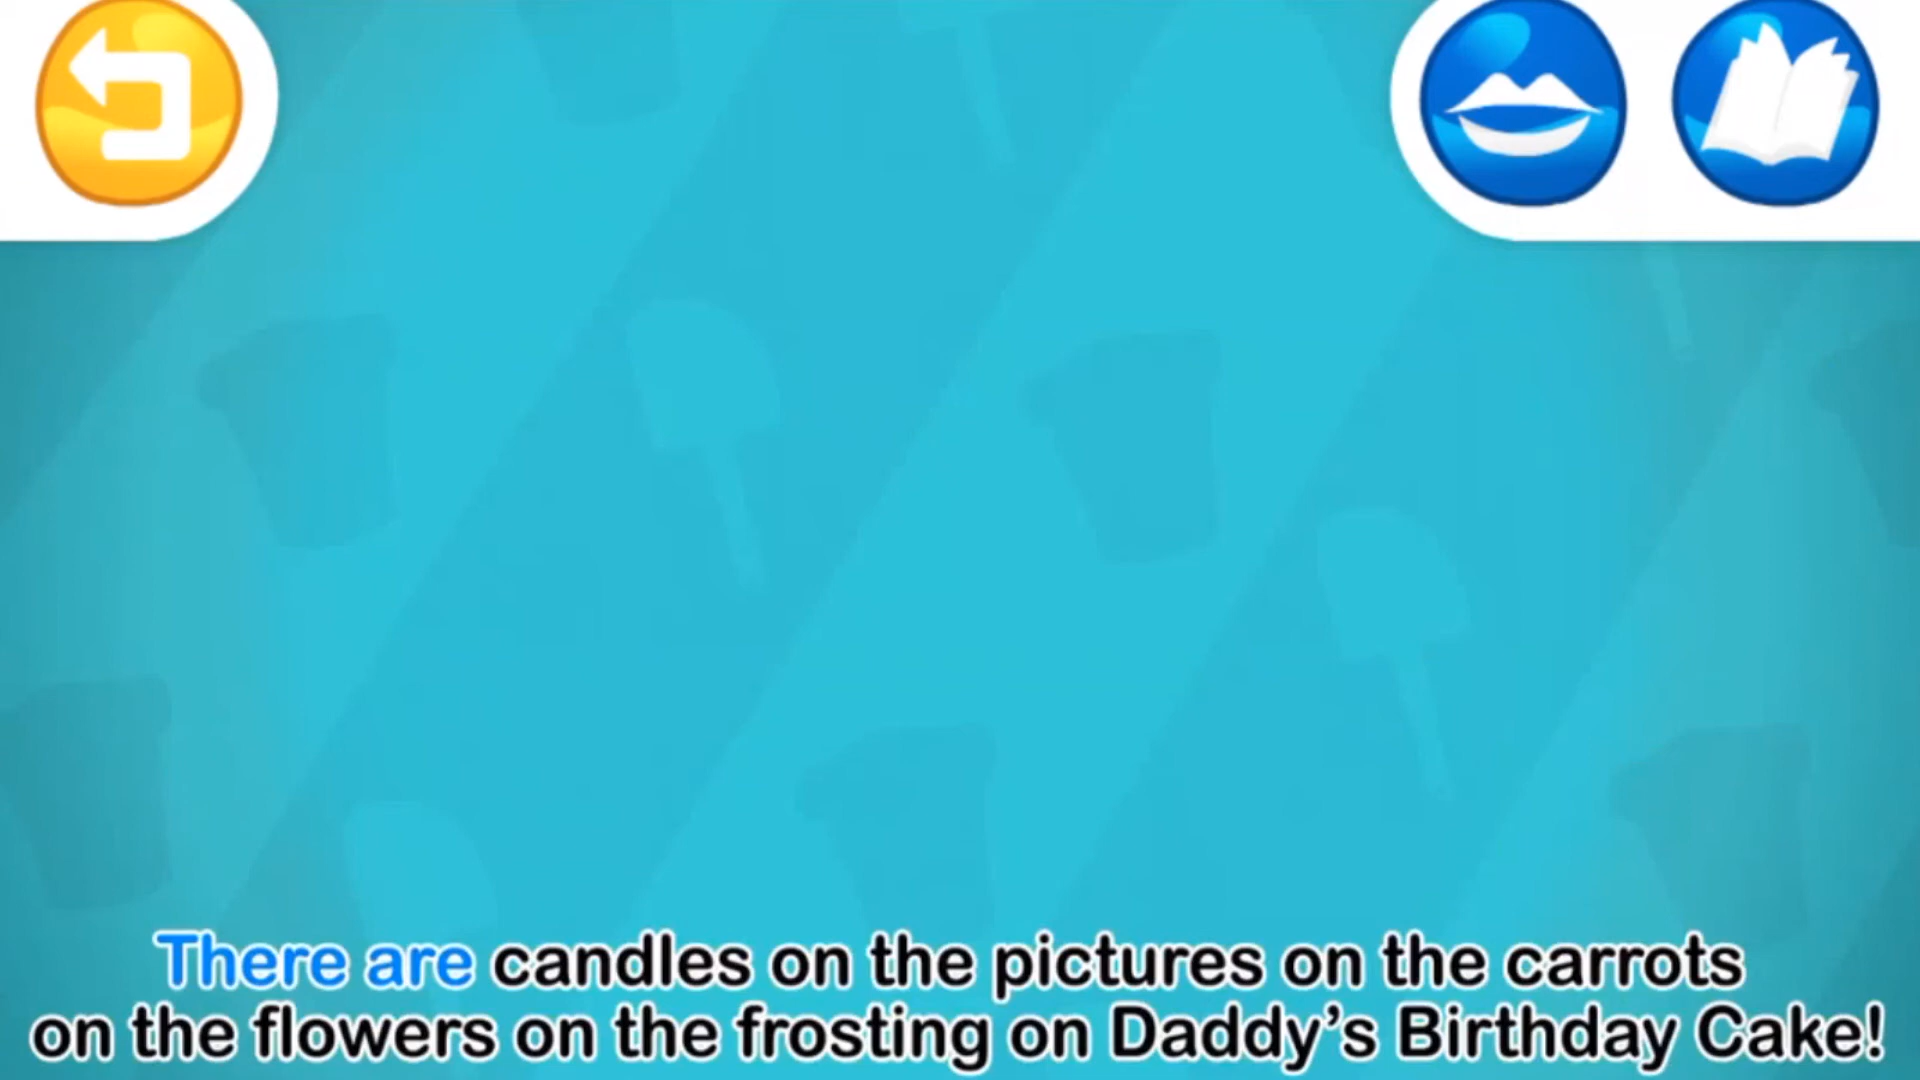 There are candles on the pictures on the carrots
on the flowers on the frosting on Daddy’s Birthday Cake!